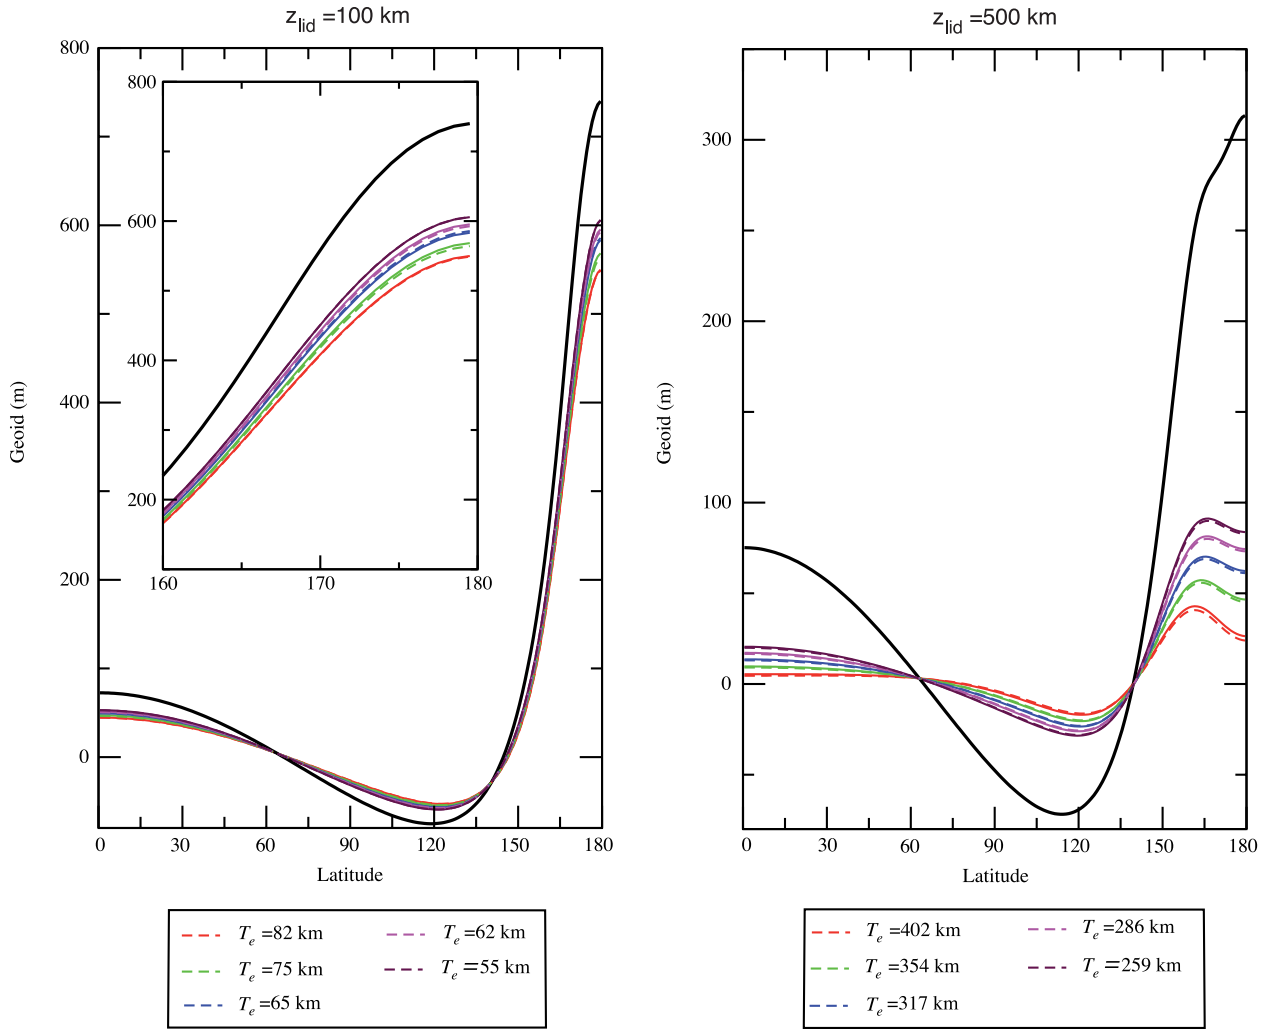 z_lid =100 km
z_lid =500 km
800
600
400
200
0
Geoid (m)
800
600
400
200
160 170 180
0 30 60 90 120 150 180
Latitude
300
200
100
0
Geoid (m)
0 30 60 90 120 150 180
Latitude
T_e =82 km
T_e =62 km
T_e =75 km
T_e =55 km
T_e =65 km
T_e =402 km
T_e =286 km
T_e =354 km
T_e =259 km
T_e =317 km